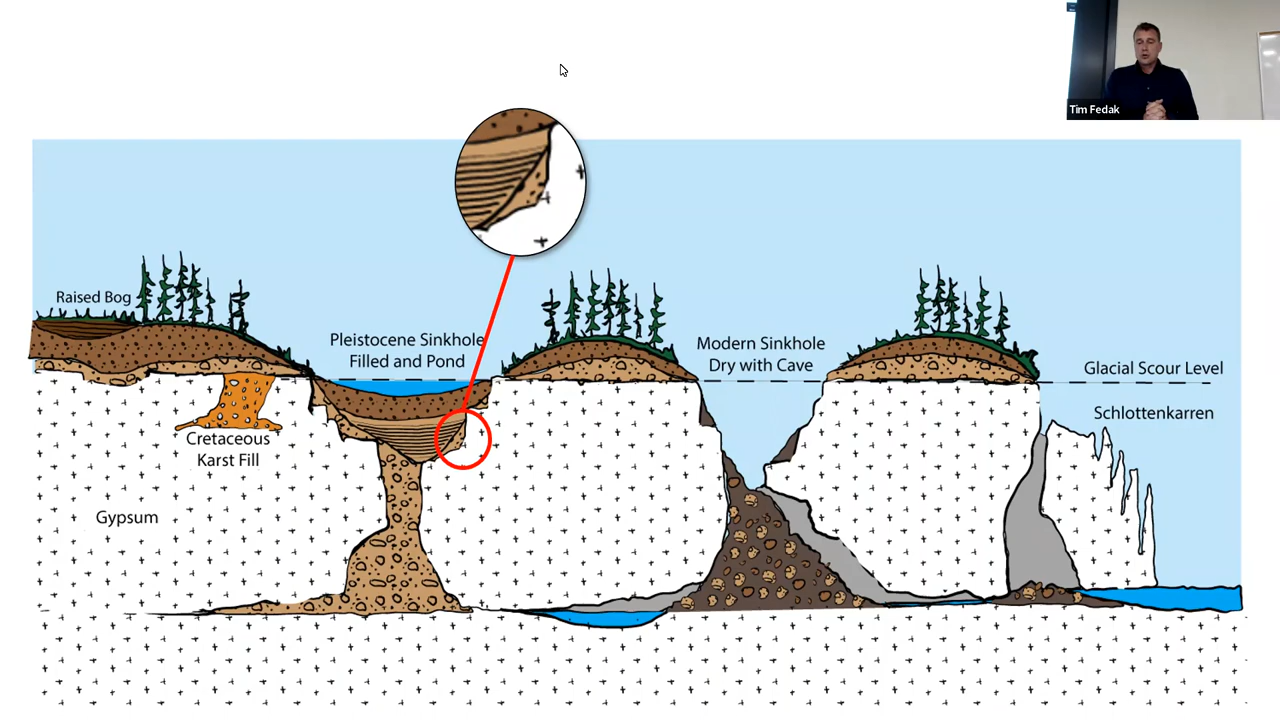 Tim Fedak
Raised Bog
Pleistocene Sinkhole
Filled and Pond
Modern Sinkhole
Dry with Cave
Glacial Scour Level
Schlottenkarren
Cretaceous
Karst Fill
Gypsum